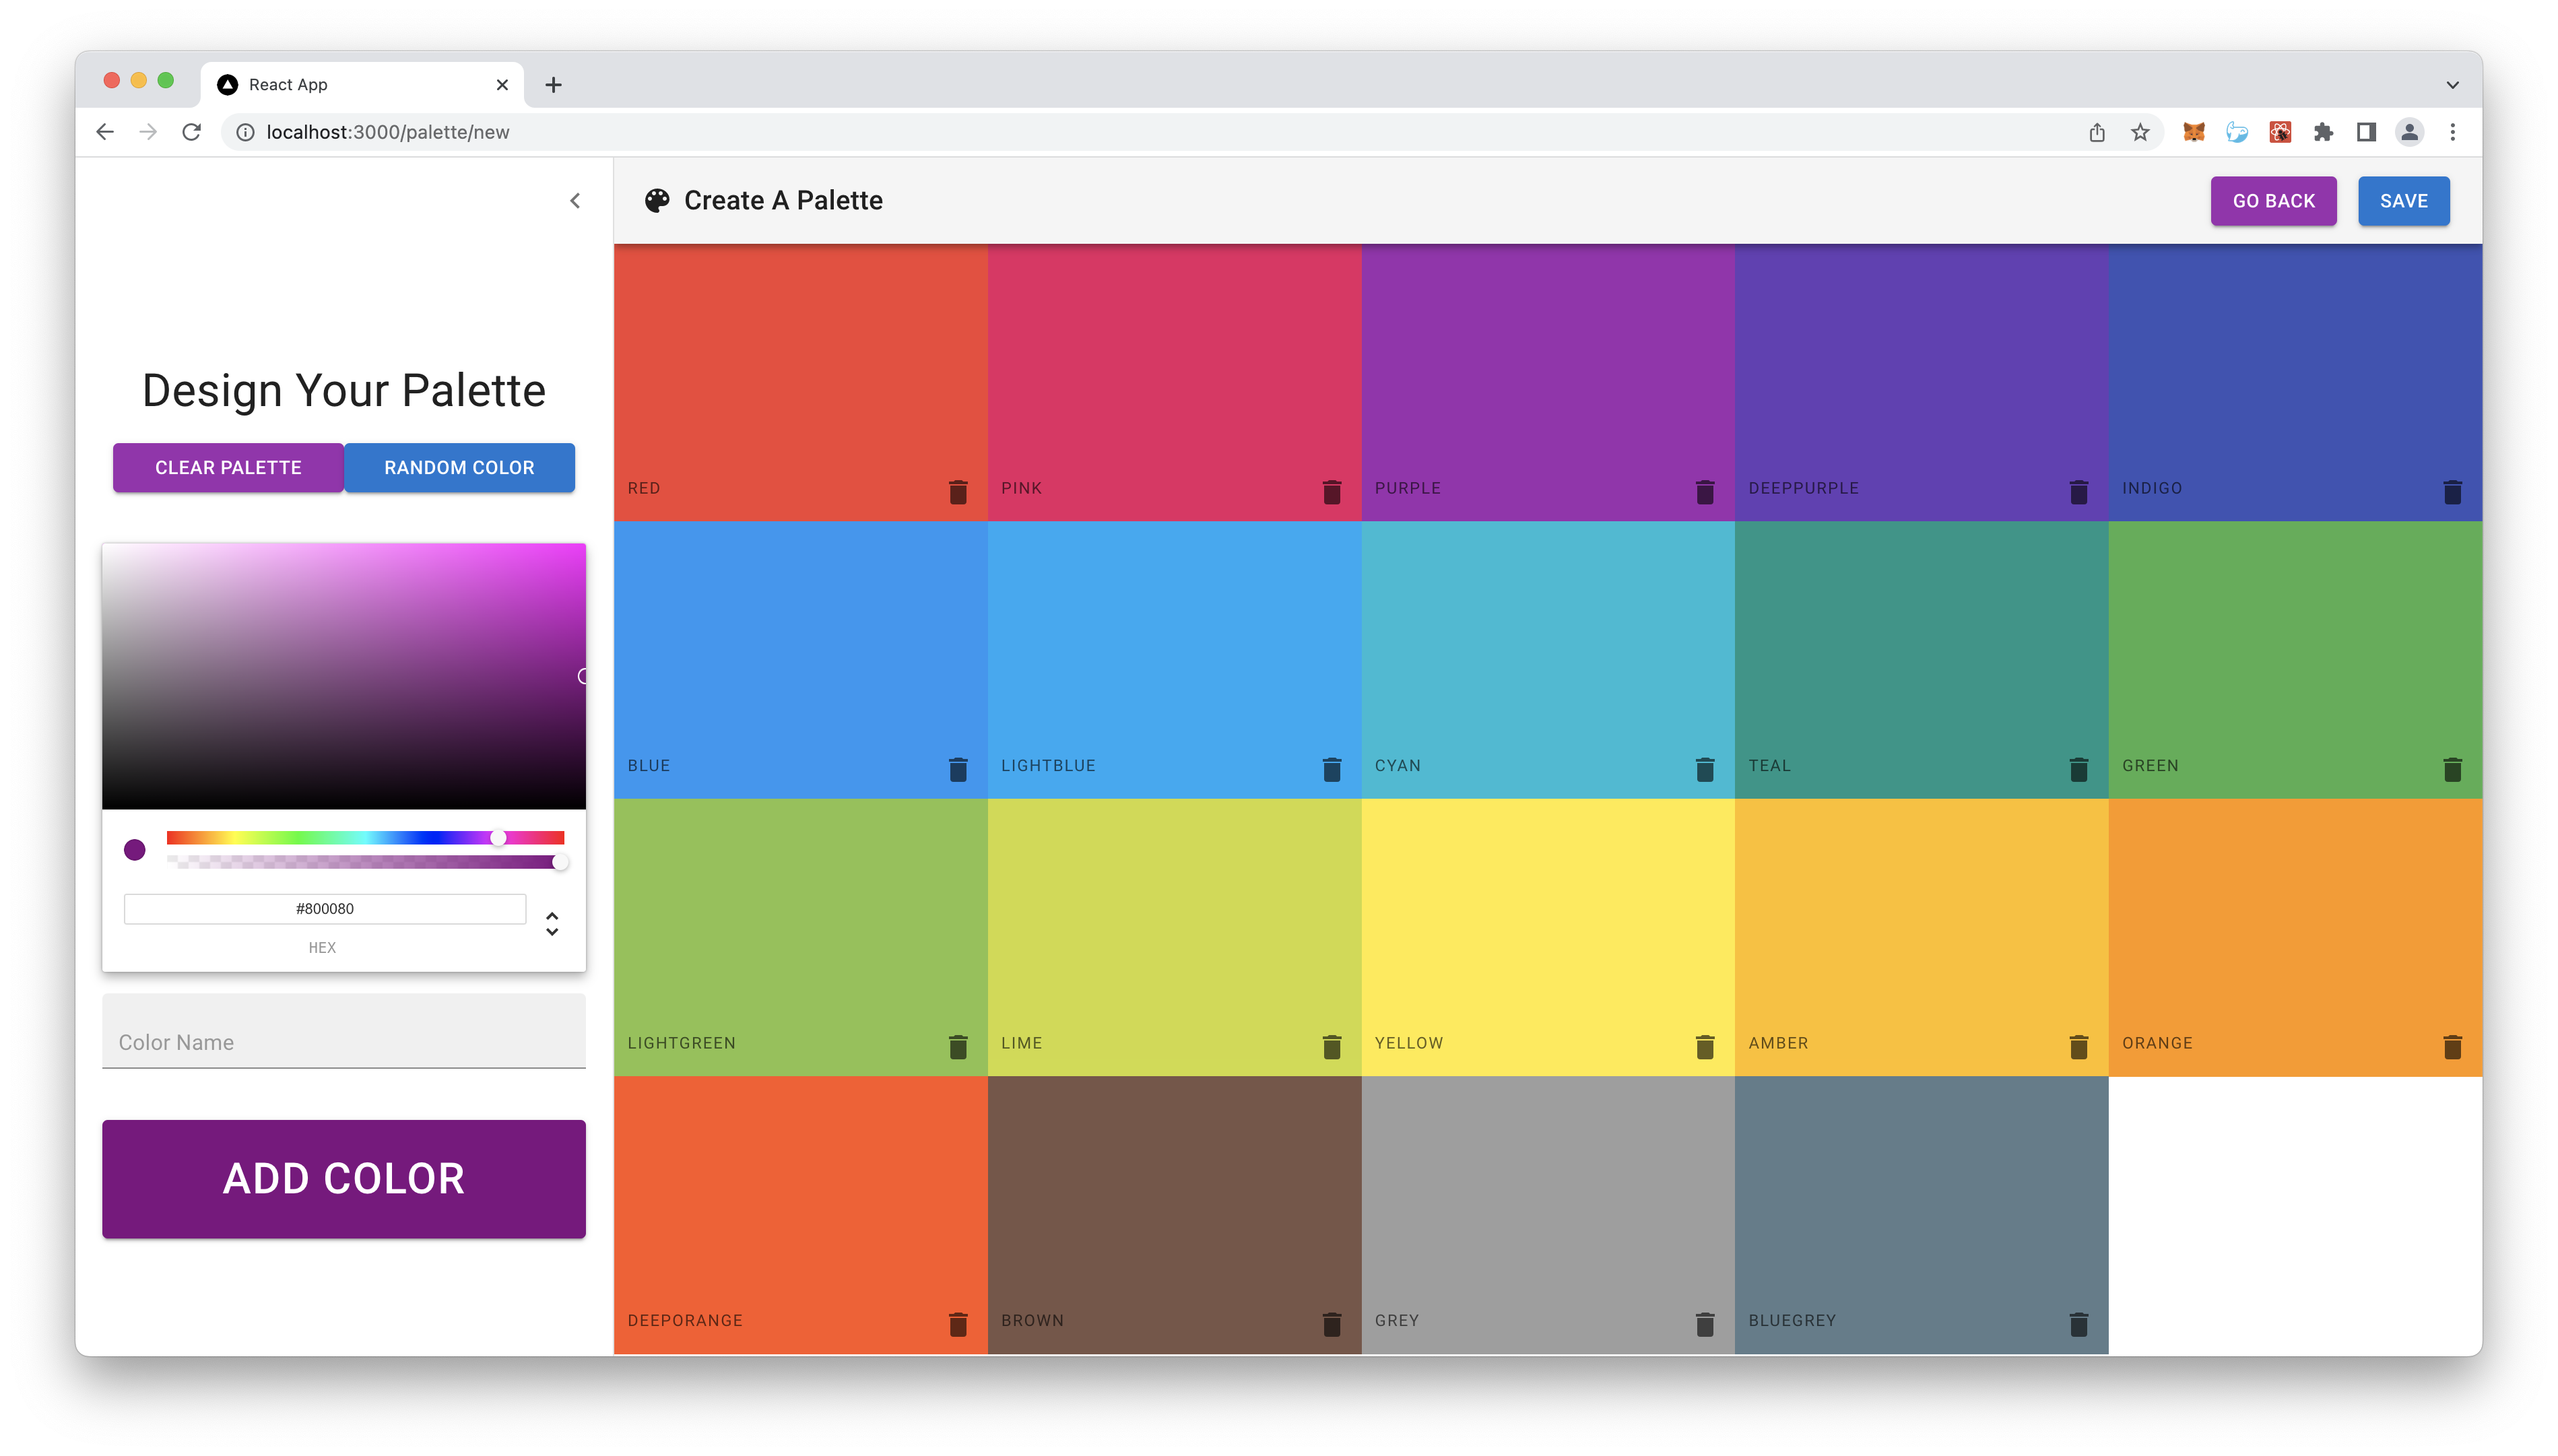 React App
localhost:3000/palette/new
Create A Palette
GO BACK
SAVE
Design Your Palette
CLEAR PALETTE
RANDOM COLOR
#800080
HEX
Color Name
ADD COLOR
RED
PINK
PURPLE
DEEPPURPLE
INDIGO
BLUE
LIGHTBLUE
CYAN
TEAL
GREEN
LIGHTGREEN
LIME
YELLOW
AMBER
ORANGE
DEEPORANGE
BROWN
GREY
BLUEGREY